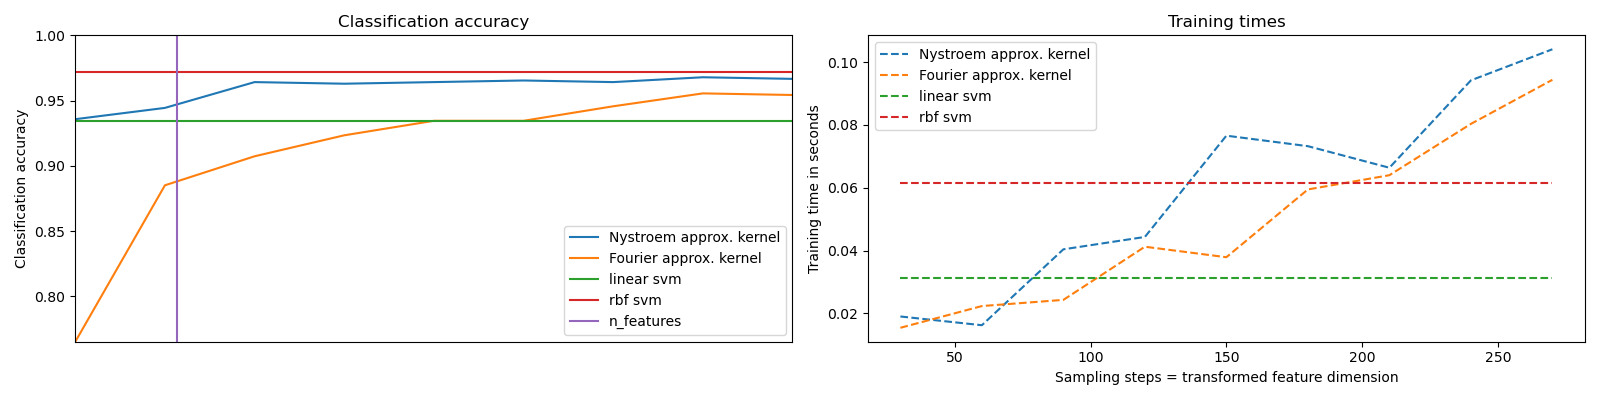 Classification accuracy
Classification accuracy
1.00
0.95
0.90
0.85
0.80
Nystroem approx. kernel
Fourier approx. kernel
linear svm
rbf svm
n_features
Training times
Training time in seconds
0.10
0.08
0.06
0.04
0.02
Nystroem approx. kernel
Fourier approx. kernel
linear svm
rbf svm
50 100 150 200 250
Sampling steps = transformed feature dimension